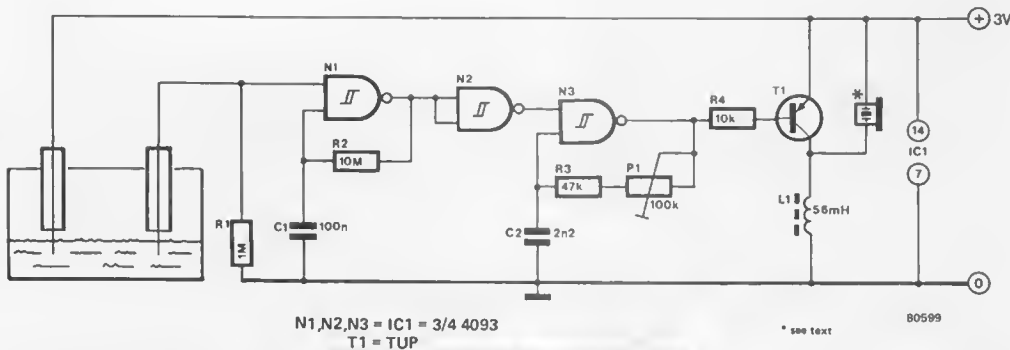 + 3V
N1
N2
N3
R4
10k
T1
*
14
IC1
7
R2
10M
R3
47k
P1
100k
L1
56mH
R1
1M
C1
100n
C2
2n2
0
N1,N2,N3 = IC1 = 3/4 4093
T1 = TUP
* see text
80599